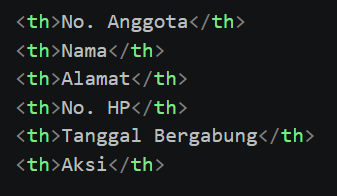 <th>No. Anggota</th>
<th>Nama</th>
<th>Alamat</th>
<th>No. HP</th>
<th>Tanggal Bergabung</th>
<th>Aksi</th>